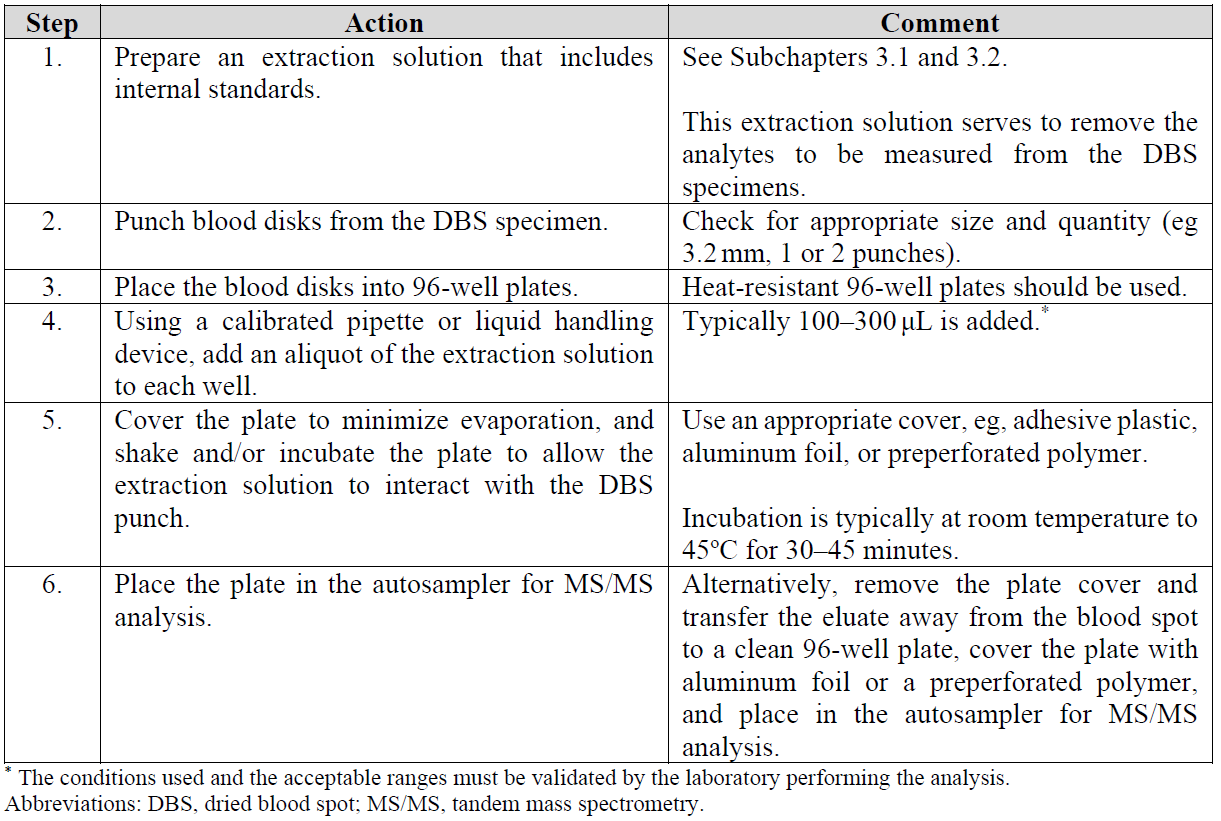 Step Action Comment
1. Prepare an extraction solution that includes
internal standards.
See Subchapters 3.1 and 3.2.
This extraction solution serves to remove the
analytes to be measured from the DBS
specimens.
2. Punch blood disks from the DBS specimen.
Check for appropriate size and quantity (eg
3.2 mm, 1 or 2 punches).
3. Place the blood disks into 96-well plates.
Heat-resistant 96-well plates should be used.
4. Using a calibrated pipette or liquid handling
device, add an aliquot of the extraction solution
to each well.
Typically 100–300 μL is added.*
5. Cover the plate to minimize evaporation, and
shake and/or incubate the plate to allow the
extraction solution to interact with the DBS
punch.
Use an appropriate cover, eg, adhesive plastic,
aluminum foil, or preperforated polymer.
Incubation is typically at room temperature to
45°C for 30–45 minutes.
6. Place the plate in the autosampler for MS/MS
analysis.
Alternatively, remove the plate cover and
transfer the eluate away from the blood spot
to a clean 96-well plate, cover the plate with
aluminum foil or a preperforated polymer,
and place in the autosampler for MS/MS
analysis.
* The conditions used and the acceptable ranges must be validated by the laboratory performing the analysis.
Abbreviations: DBS, dried blood spot; MS/MS, tandem mass spectrometry.